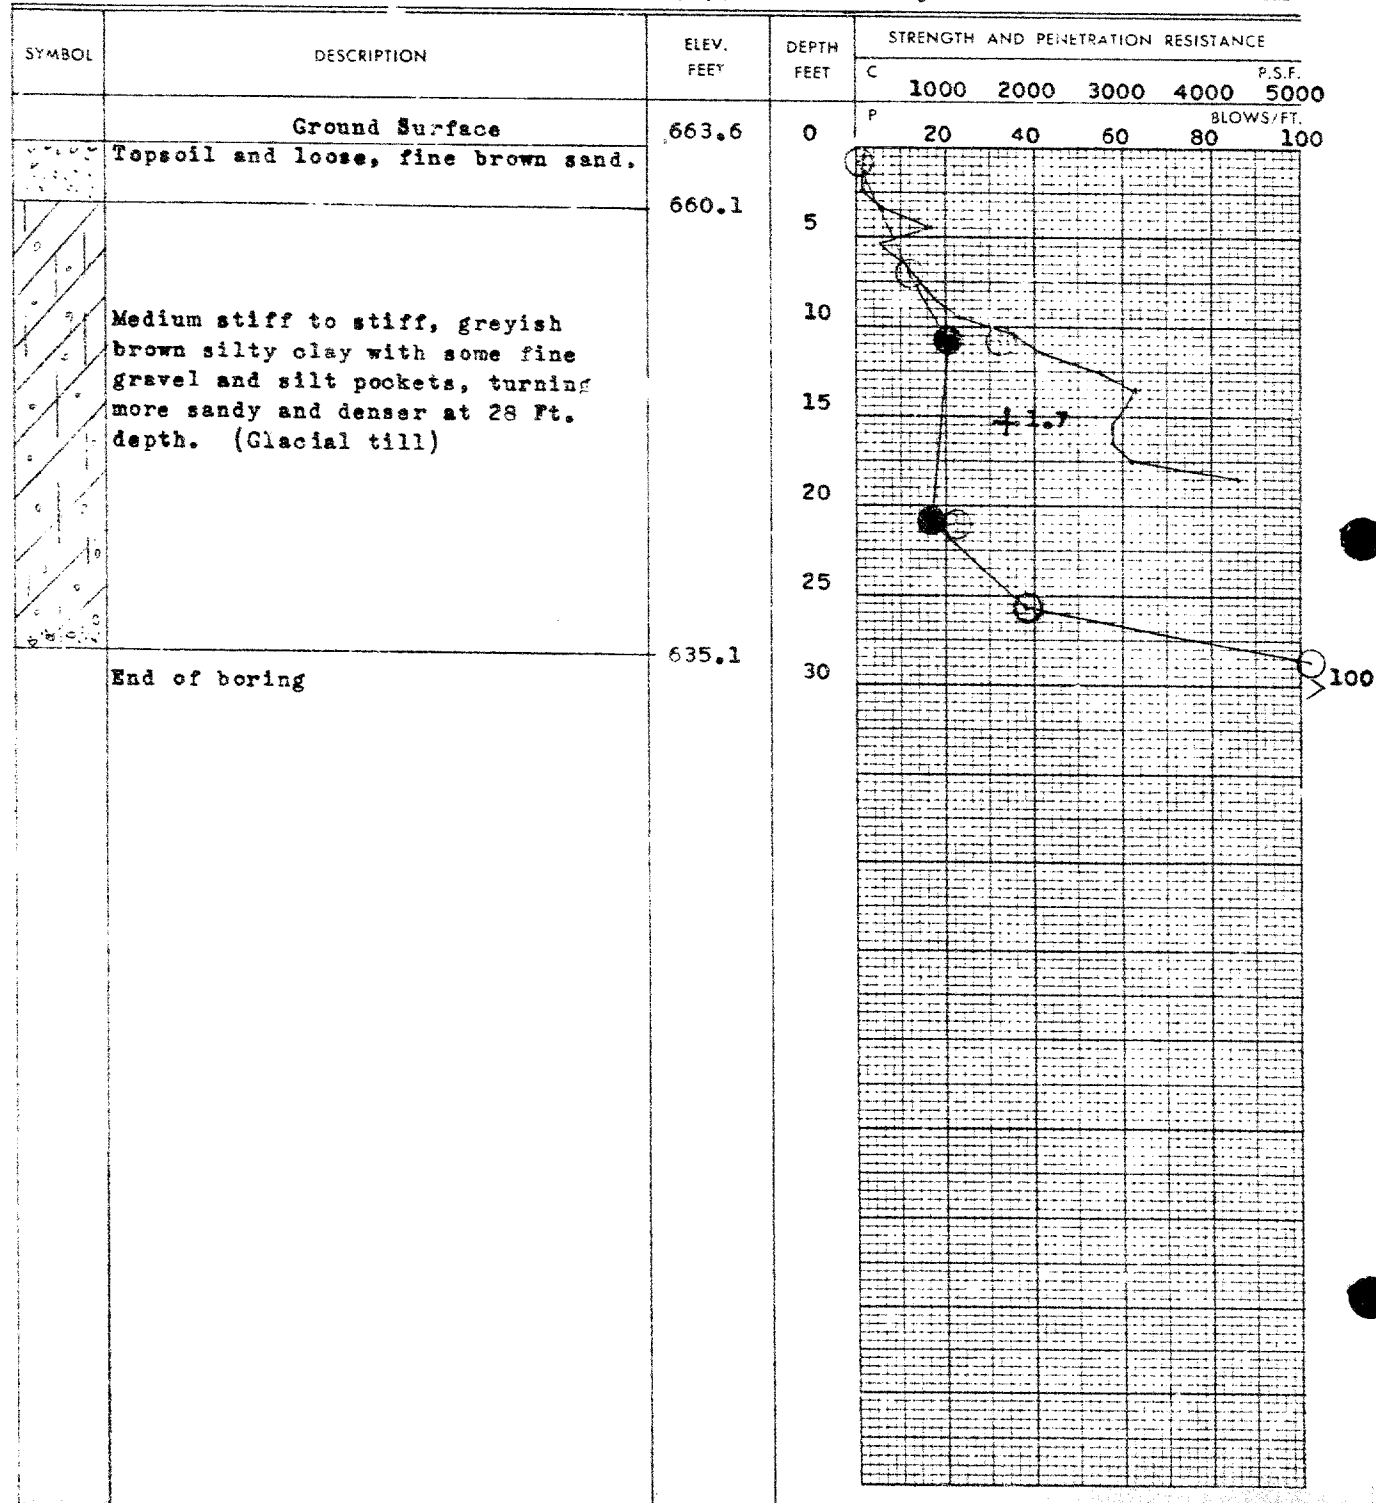 SYMBOL
DESCRIPTION
ELEV.
FEET
DEPTH
FEET
STRENGTH AND PENETRATION RESISTANCE
C
P.S.F.
1000 2000 3000 4000 5000
P
BLOWS/FT.
20 40 60 80 100
Ground Surface
663.6
0
Topsoil and loose, fine brown sand.
660.1
5
10
Medium stiff to stiff, greyish
brown silty clay with some fine
gravel and silt pockets, turning
more sandy and denser at 28 Ft.
depth. (Glacial till)
15
+1.7
20
25
635.1
End of boring
30
>100